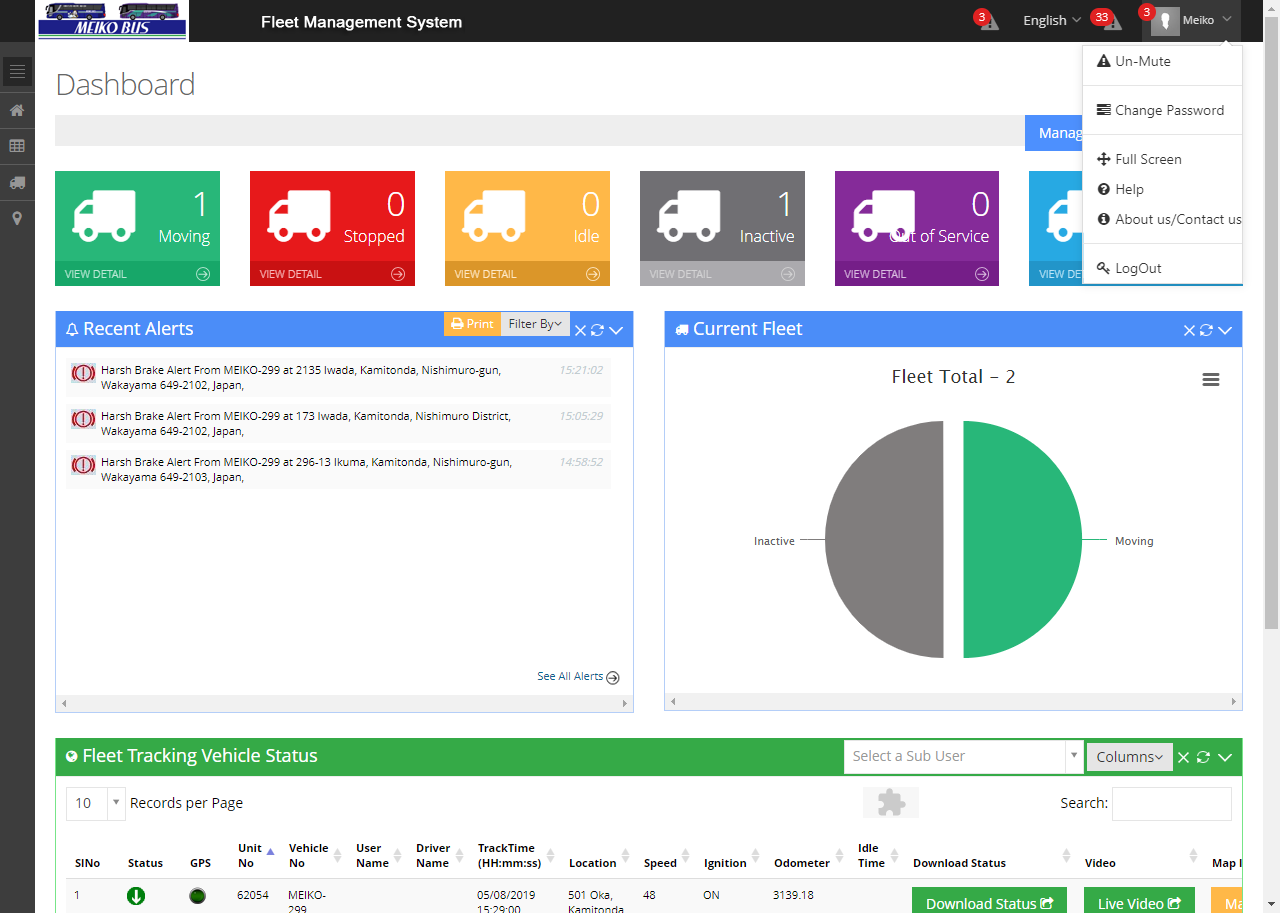 MEIKO BUS
Fleet Management System
3
English
33
3
Meiko
Un-Mute
Change Password
Full Screen
Help
About us/Contact us
LogOut
Dashboard
Manag
1
Moving
VIEW DETAIL
0
Stopped
VIEW DETAIL
0
Idle
VIEW DETAIL
1
Inactive
VIEW DETAIL
0
Out of Service
VIEW DETAIL
VIEW DE
Recent Alerts
Print
Filter By
Harsh Brake Alert From MEIKO-299 at 2135 Iwada, Kamitonda, Nishimuro-gun,
15:21:02
Wakayama 649-2102, Japan,
Harsh Brake Alert From MEIKO-299 at 173 Iwada, Kamitonda, Nishimuro District,
15:05:29
Wakayama 649-2102, Japan,
Harsh Brake Alert From MEIKO-299 at 296-13 Ikuma, Kamitonda, Nishimuro-gun,
14:58:52
Wakayama 649-2103, Japan,
See All Alerts
Current Fleet
Fleet Total – 2
Inactive
Moving
Fleet Tracking Vehicle Status
Select a Sub User
Columns
10 Records per Page
Search:
SlNo Status GPS Unit No Vehicle No User Name Driver Name TrackTime (HH:mm:ss) Location Speed Ignition Odometer Idle Time Download Status Video Map
1 62054 MEIKO- 05/08/2019 501 Oka, 48 ON 3139.18 Download Status Live Video Ma
299 15:29:00 Kamitonda